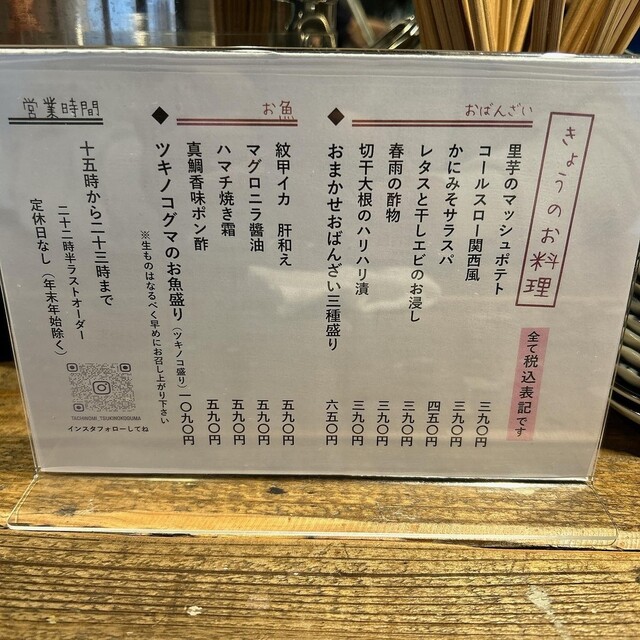 きょうのお料理
全て税込表記です
おばんざい
里芋のマッシュポテト 三九〇円
コールスロー関西風 三九〇円
かにみそサラスパ 四五〇円
レタスと干しエビのお浸し 三九〇円
春雨の酢物 三九〇円
切干大根のハリハリ漬 三九〇円
◆おまかせおばんざい三種盛り 六五〇円
お魚
紋甲イカ 肝和え 五九〇円
マグロニラ醬油 五九〇円
ハマチ焼き霜 五九〇円
真鯛香味ポン酢 五九〇円
◆ツキノコグマのお魚盛り（ツキノコ盛り） 一〇九〇円
※生ものはなるべく早めにお召し上がり下さい
営業時間
十五時から二十三時まで
二十二時半ラストオーダー
定休日なし（年末年始除く）
TACHINOMI_TSUKINOKOGUMA
インスタフォローしてね